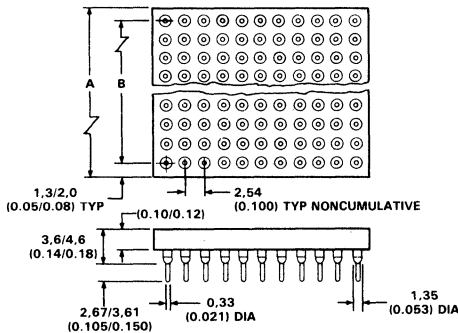 A
B
1,3/2,0
(0.05/0.08) TYP
2,54
(0.100) TYP NONCUMULATIVE
(0.10/0.12)
3,6/4,6
(0.14/0.18)
2,67/3,61
(0.105/0.150)
0,33
(0.021) DIA
1,35
(0.053) DIA